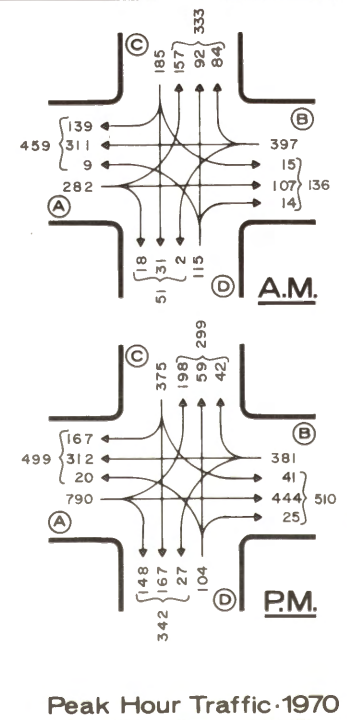 333
C
185 157 92 84
139
B
459 311
397
9
15
282
107 136
A
14
18 31 2 115
51
D
A.M.
299
C
375 198 59 42
167
B
499 312
381
20
41
790
444 510
A
25
148 167 27 104
342
D
P.M.
Peak Hour Traffic·1970